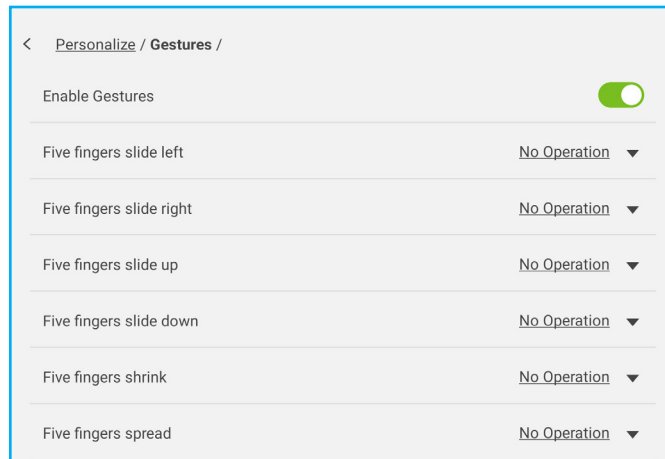 Personalize / Gestures /
Enable Gestures
Five fingers slide left No Operation
Five fingers slide right No Operation
Five fingers slide up No Operation
Five fingers slide down No Operation
Five fingers shrink No Operation
Five fingers spread No Operation